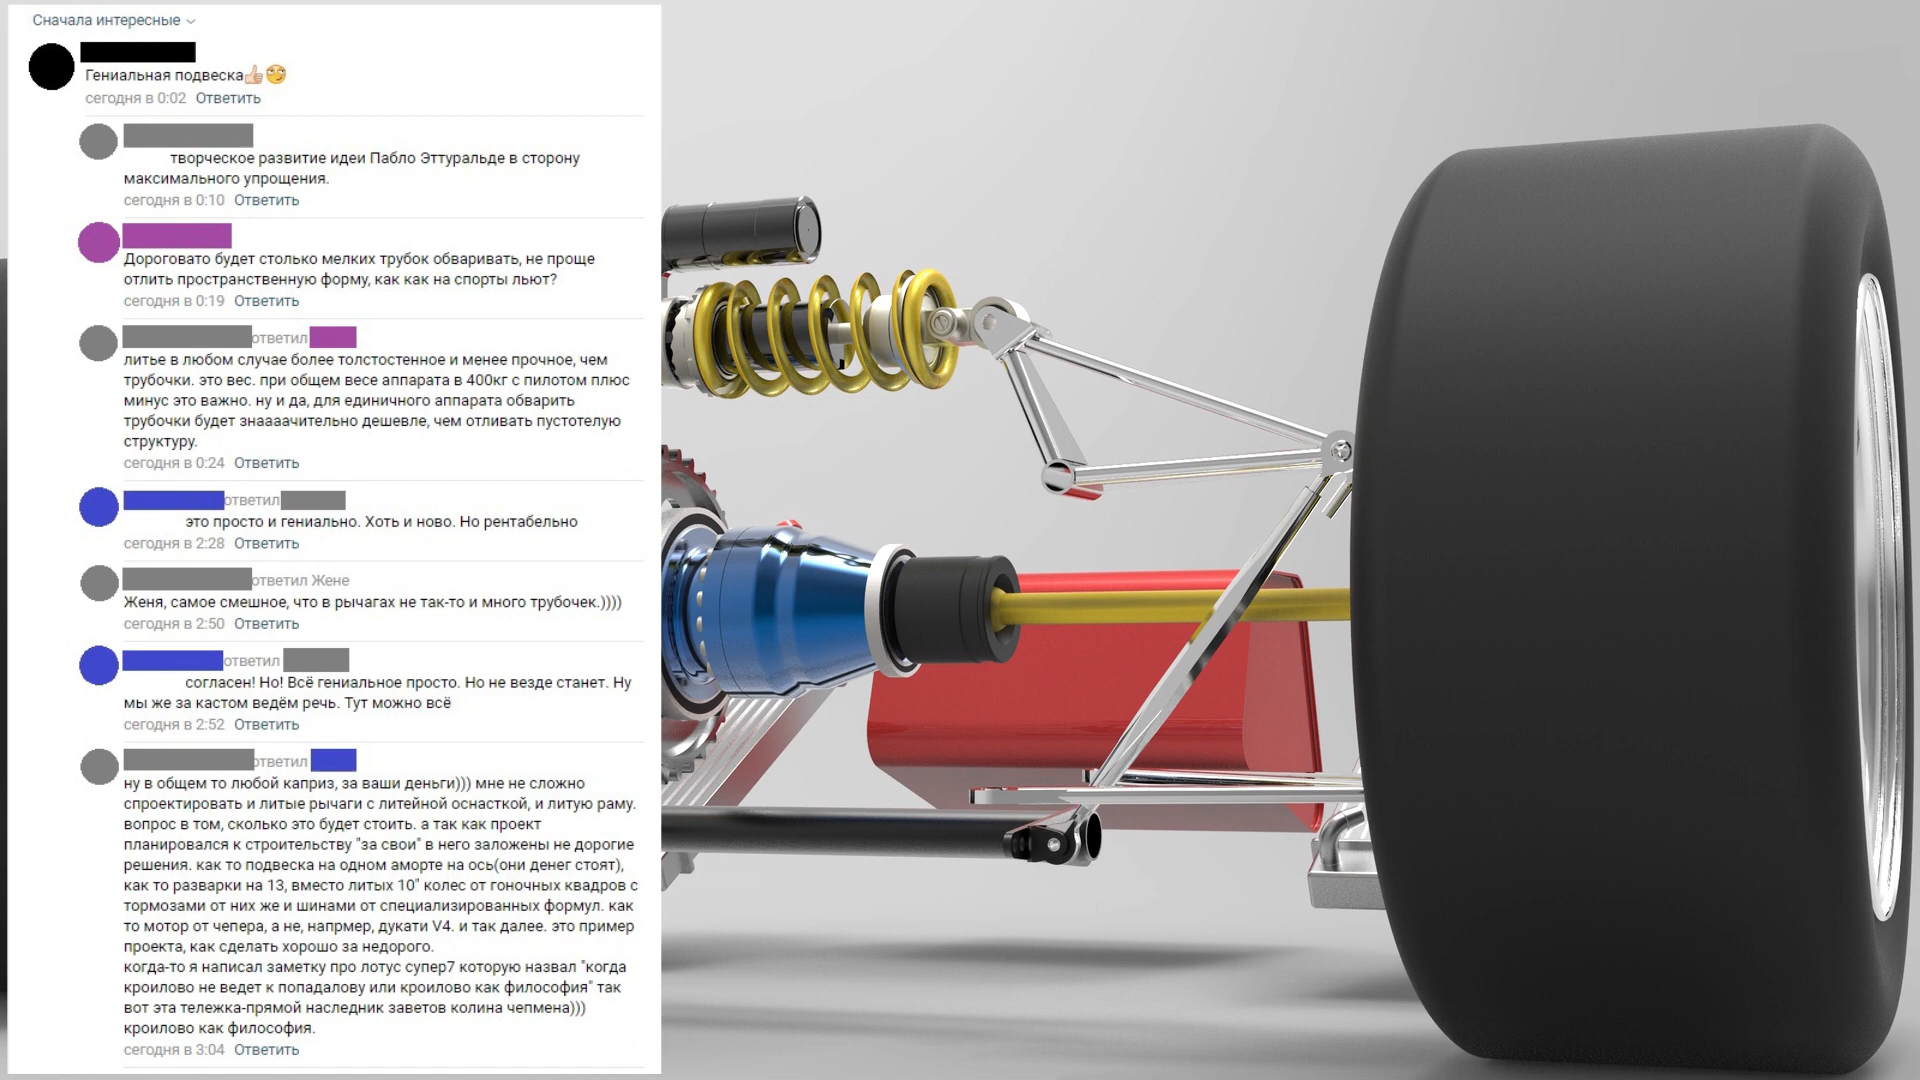 Сначала интересные
Гениальная подвеска👍🤔
сегодня в 0:02 Ответить
творческое развитие идеи Пабло Эттуральде в сторону
максимального упрощения.
сегодня в 0:10 Ответить
Дороговато будет столько мелких трубок обваривать, не проще
отлить пространственную форму, как как на спорты льют?
сегодня в 0:19 Ответить
ответил
литье в любом случае более толстостенное и менее прочное, чем
трубочки. это вес. при общем весе аппарата в 400кг с пилотом плюс
минус это важно. ну и да, для единичного аппарата обварить
трубочки будет знаааачительно дешевле, чем отливать пустотелую
структуру.
сегодня в 0:24 Ответить
ответил
это просто и гениально. Хоть и ново. Но рентабельно
сегодня в 2:28 Ответить
ответил Жене
Женя, самое смешное, что в рычагах не так-то и много трубочек.))))
сегодня в 2:50 Ответить
ответил
согласен! Но! Всё гениальное просто. Но не везде станет. Ну
мы же за кастом ведём речь. Тут можно всё
сегодня в 2:52 Ответить
ответил
ну в общем то любой каприз, за ваши деньги))) мне не сложно
спроектировать и литые рычаги с литейной оснасткой, и литую раму.
вопрос в том, сколько это будет стоить. а так как проект
планировался к строительству "за свои" в него заложены не дорогие
решения. как то подвеска на одном аморте на ось(они денег стоят),
как то разварки на 13, вместо литых 10" колес от гоночных квадров с
тормозами от них же и шинами от специализированных формул. как
то мотор от чепера, а не, напрмер, дукати V4. и так далее. это пример
проекта, как сделать хорошо за недорого.
когда-то я написал заметку про лотус супер7 которую назвал "когда
кроилово не ведет к попадалову или кроилово как философия" так
вот эта тележка-прямой наследник заветов колина чепмена)))
кроилово как философия.
сегодня в 3:04 Ответить